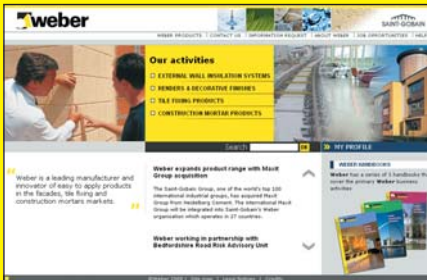 weber
SAINT-GOBAIN
WEBER PRODUCTS | CONTACT US | INFORMATION REQUEST | ABOUT WEBER | JOB OPPORTUNITIES | HELP
Our activities
EXTERNAL WALL INSULATION SYSTEMS
RENDERS & DECORATIVE FINISHES
TILE FIXING PRODUCTS
CONSTRUCTION MORTAR PRODUCTS
Search
MY PROFILE
"Weber is a leading manufacturer and
innovator of easy to apply products
in the facades, tile fixing and
construction mortars market."
Weber expands product range with Maxit
Group acquisition
The Saint-Gobain Group, one of the world's top 100
international industrial groups, has acquired Maxit
Group from Heidelberg Cement. The international Maxit
Group will be integrated into Saint-Gobain's Weber
organisation which operates in 27 countries.
Weber working in partnership with
Bedfordshire Road Risk Advisory Unit
WEBER HANDBOOKS
Weber has a series of 3 handbooks th
cover the primary Weber business
activities